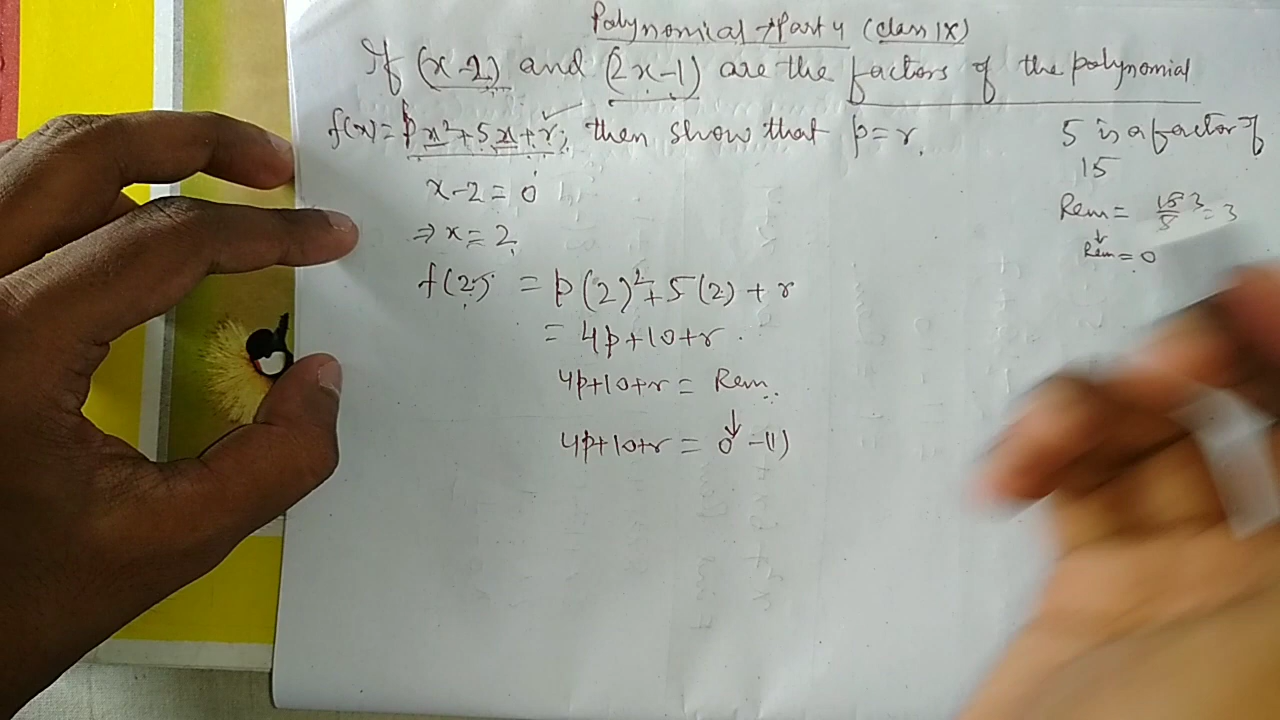 Polynomial → Part 4 (class IX)
If (x-2) and (2x-1) are the factors of the polynomial
f(x)= px²+5x+r, then show that p=r.
x-2=0
⇒ x=2
f(2) = p(2)²+5(2)+r
= 4p+10+r
4p+10+r = Rem
↓
4p+10+r = 0 -(1)
5 is a factor of
15
Rem = 15/5 3 = 3
↓
Rem = 0